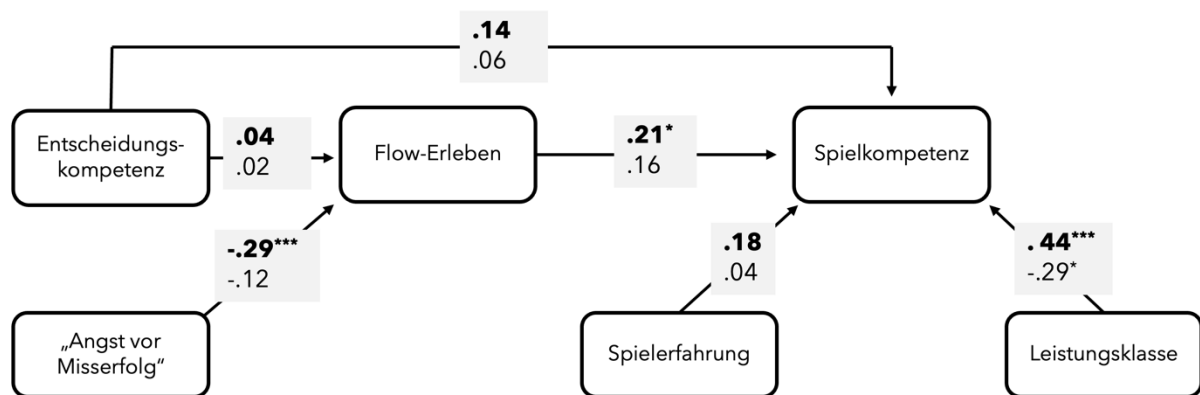 .14
.06
Entscheidungs-
kompetenz
.04
.02
Flow-Erleben
.21*
.16
Spielkompetenz
-.29***
-.12
.18
.04
.44***
-.29*
„Angst vor
Misserfolg“
Spielerfahrung
Leistungsklasse